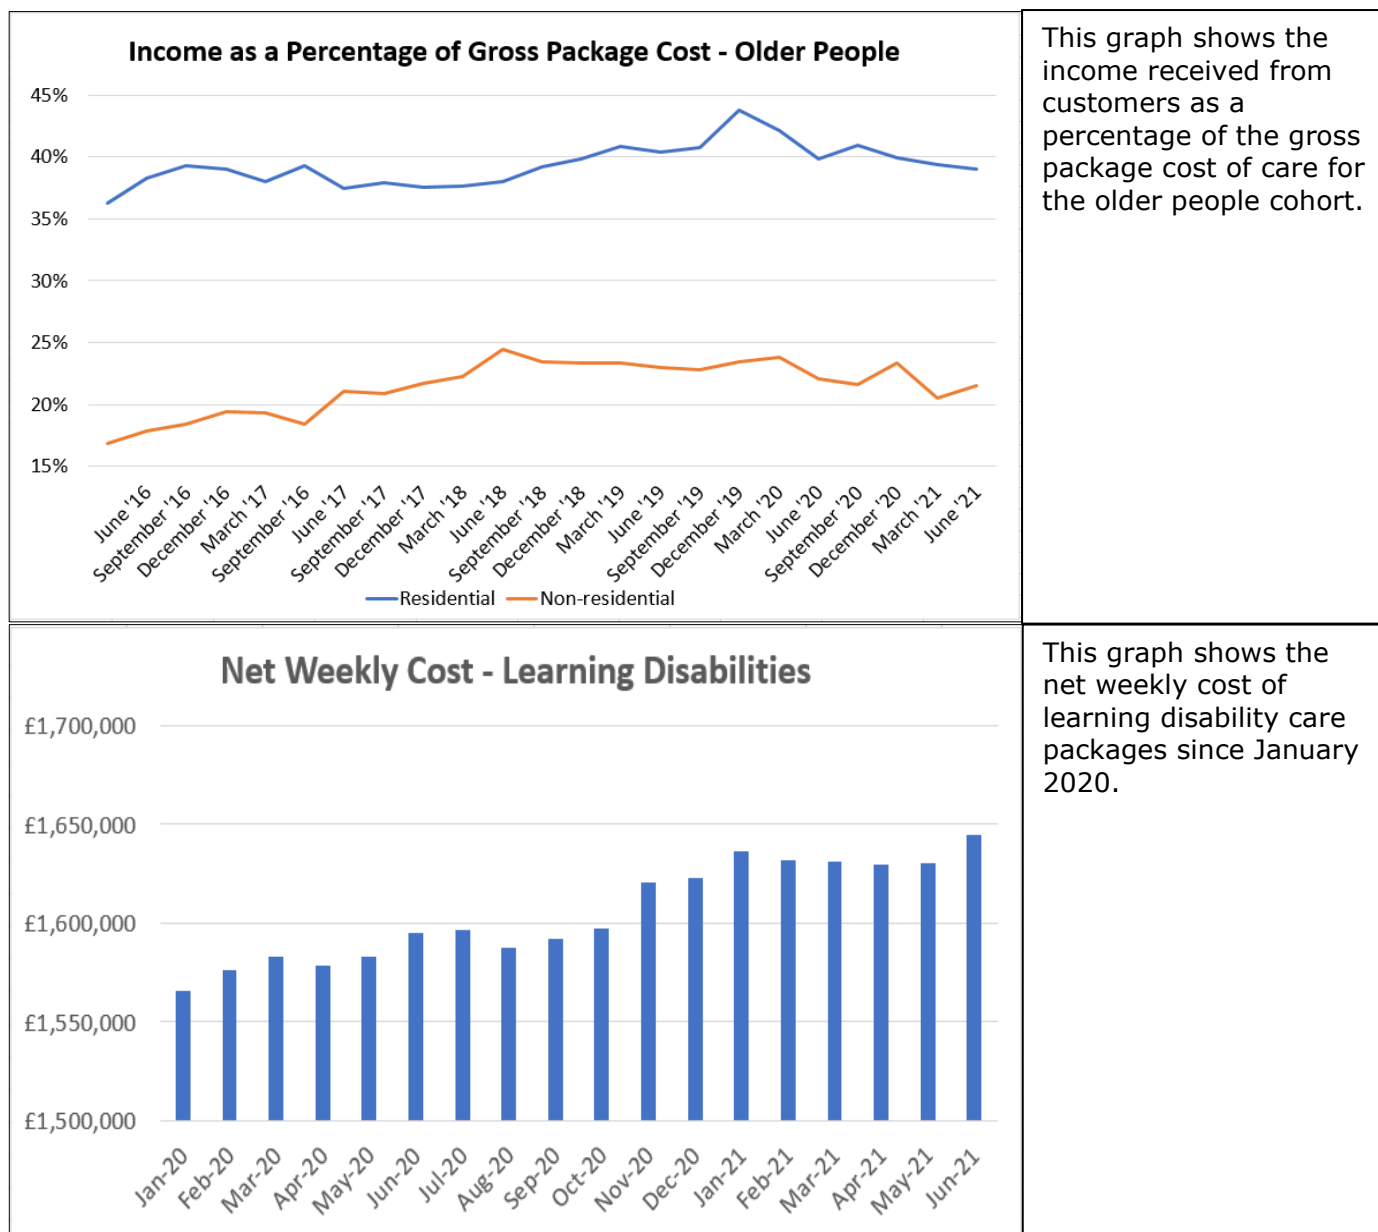 Income as a Percentage of Gross Package Cost - Older People
45%
40%
35%
30%
25%
20%
15%
June '16
September '16
December '16
March '17
September '16
June '17
September '17
December '17
March '18
June '18
September '18
December '18
March '19
June '19
September '19
December '19
March '20
June '20
September '20
December '20
March '21
June '21
Residential
Non-residential
This graph shows the
income received from
customers as a
percentage of the gross
package cost of care for
the older people cohort.
Net Weekly Cost - Learning Disabilities
£1,700,000
£1,650,000
£1,600,000
£1,550,000
£1,500,000
Jan-20
Feb-20
Mar-20
Apr-20
May-20
Jun-20
Jul-20
Aug-20
Sep-20
Oct-20
Nov-20
Dec-20
Jan-21
Feb-21
Mar-21
Apr-21
May-21
Jun-21
This graph shows the
net weekly cost of
learning disability care
packages since January
2020.